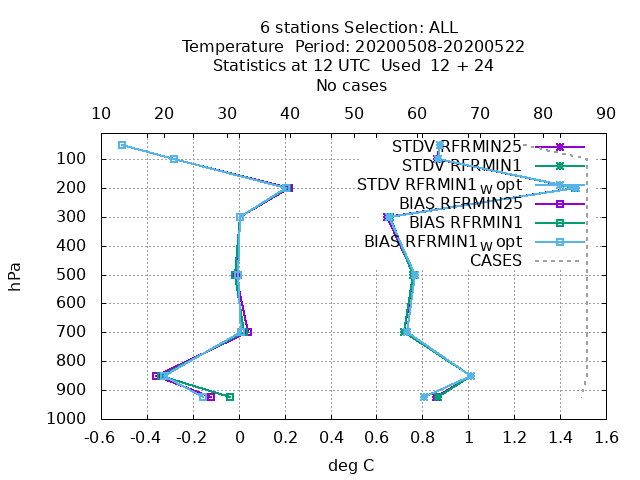 6 stations Selection: ALL
Temperature  Period: 20200508-20200522
Statistics at 12 UTC  Used  12 + 24
No cases
10 20 30 40 50 60 70 80 90
STDV RFRMIN25
STDV RFRMIN1
STDV RFRMIN1_w opt
BIAS RFRMIN25
BIAS RFRMIN1
BIAS RFRMIN1_w opt
CASES
100
200
300
400
500
600
700
800
900
1000
hPa
-0.6 -0.4 -0.2 0 0.2 0.4 0.6 0.8 1 1.2 1.4 1.6
deg C